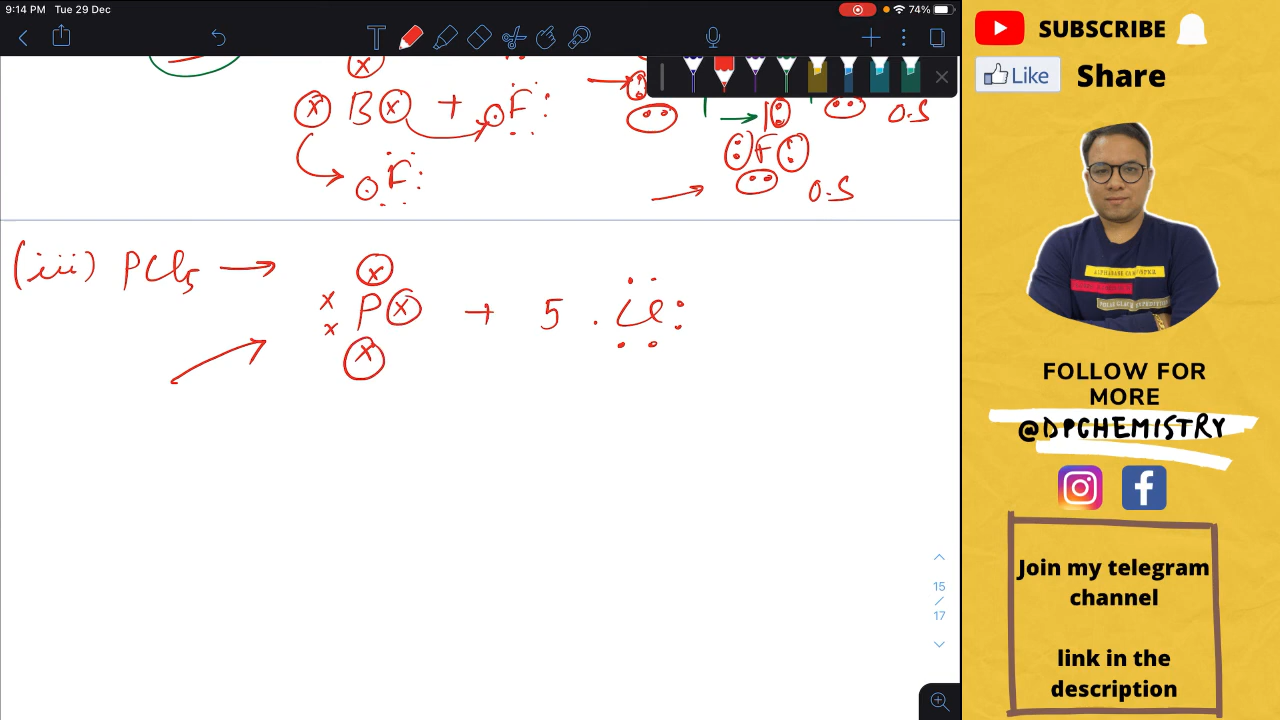 9:14 PM Tue 29 Dec
74%
x
x B x + F
F
F
O.S
O.S
(iii) PCl5 → x
x P x + 5 . Cl :
x
x
15
/
17
SUBSCRIBE
Like
Share
FOLLOW FOR
MORE
@DPCHEMISTRY
Join my telegram
channel
link in the
description